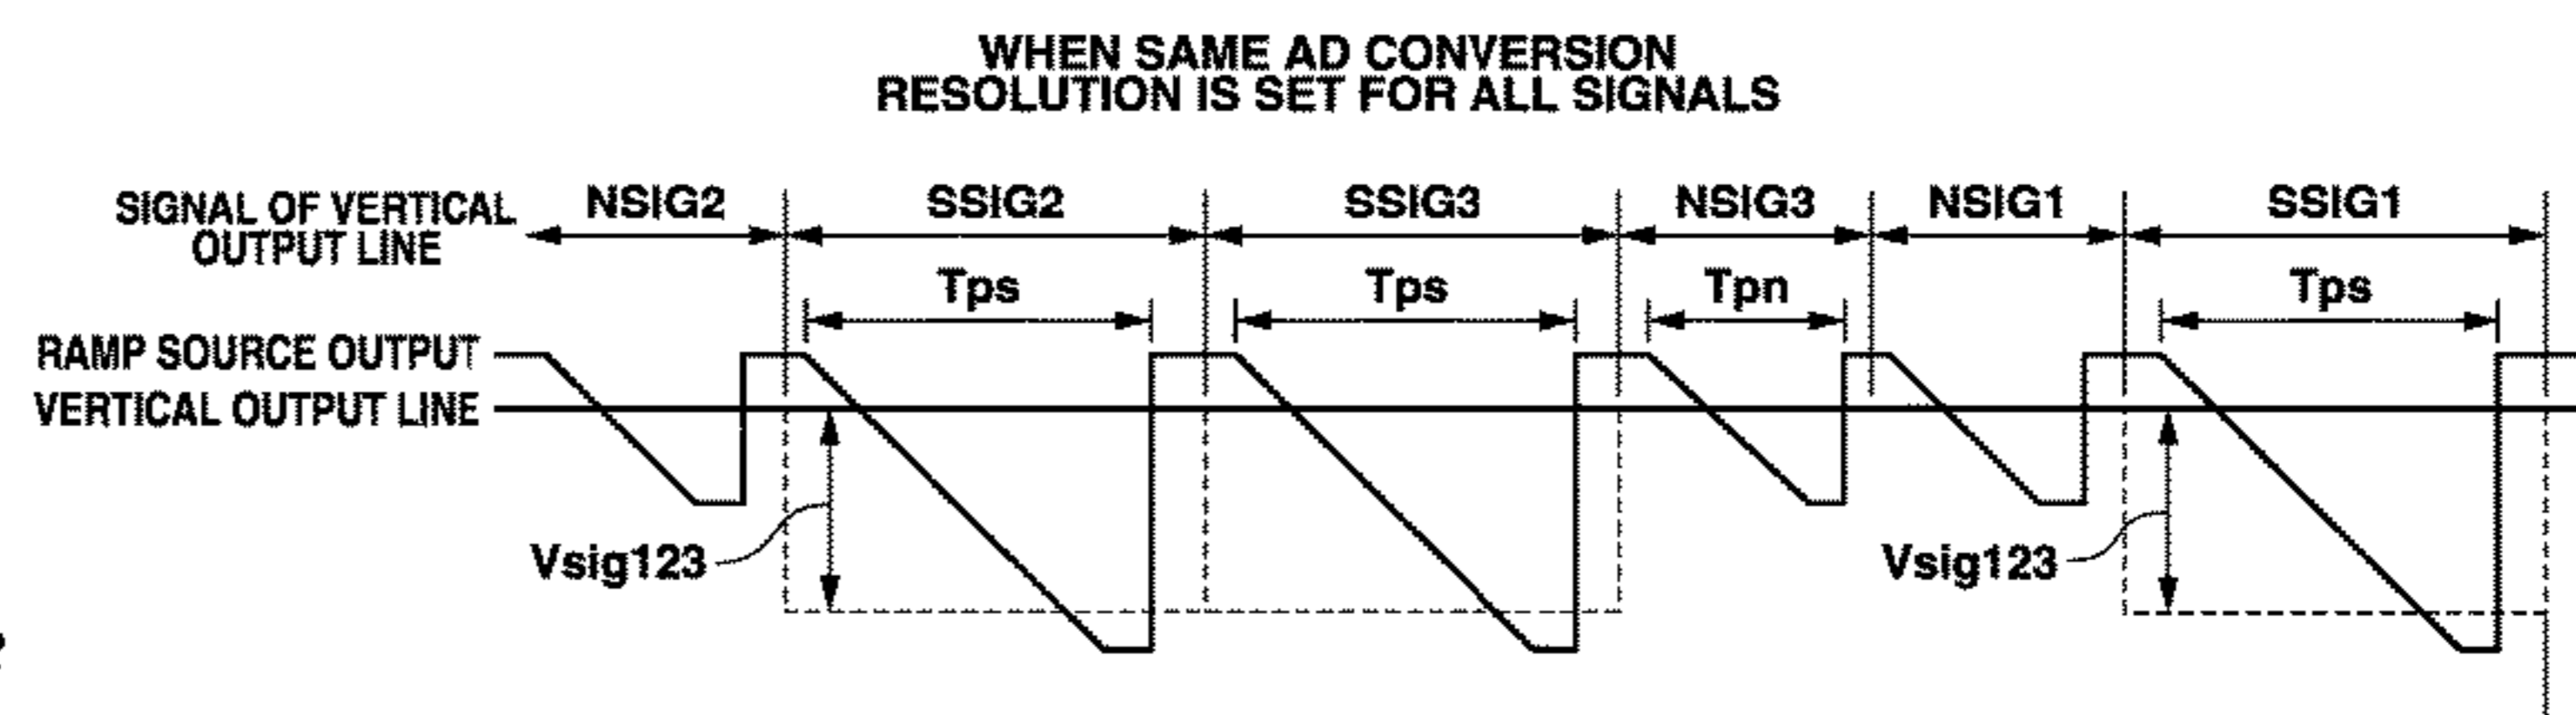 WHEN SAME AD CONVERSION
RESOLUTION IS SET FOR ALL SIGNALS
SIGNAL OF VERTICAL
OUTPUT LINE
NSIG2
SSIG2
SSIG3
NSIG3
NSIG1
SSIG1
Tps
Tps
Tpn
Tps
RAMP SOURCE OUTPUT
VERTICAL OUTPUT LINE
Vsig123
Vsig123